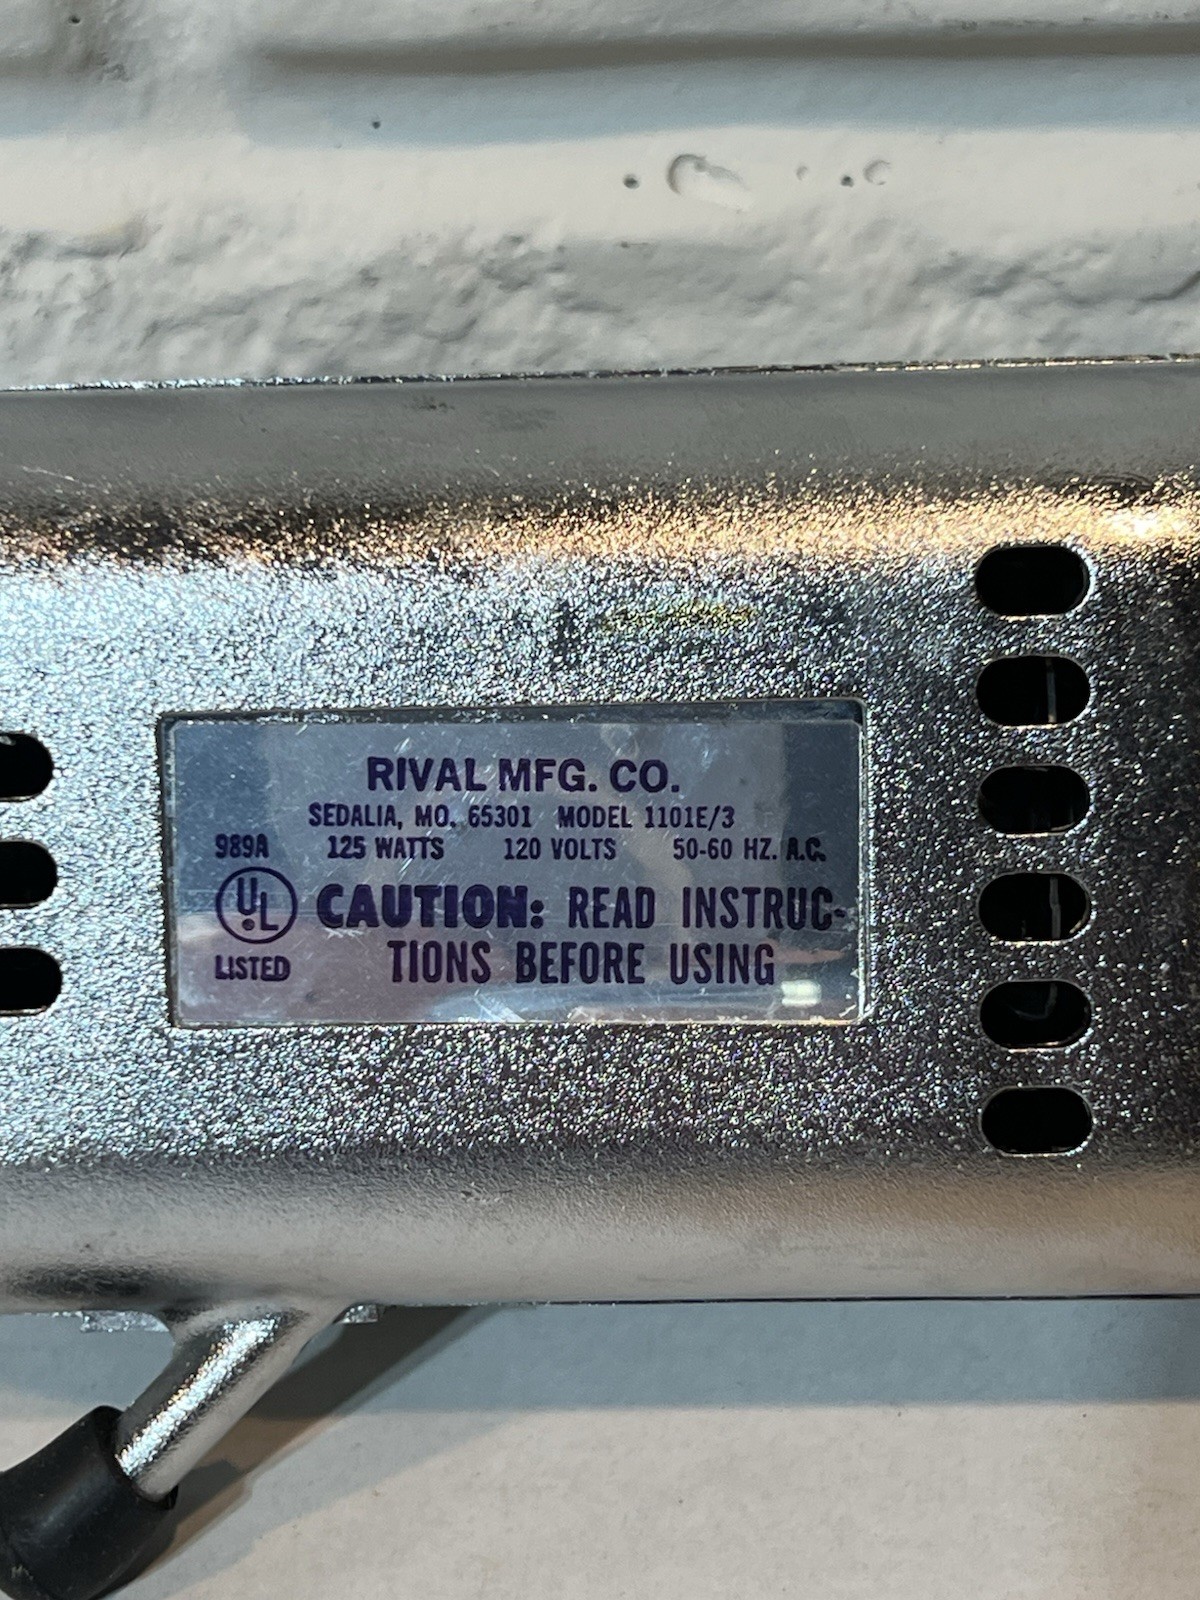 RIVAL MFG. CO.
SEDALIA, MO. 65301 MODEL 1101E/3
989A 125 WATTS 120 VOLTS 50-60 HZ. A.C.
UL CAUTION: READ INSTRUC-
LISTED TIONS BEFORE USING